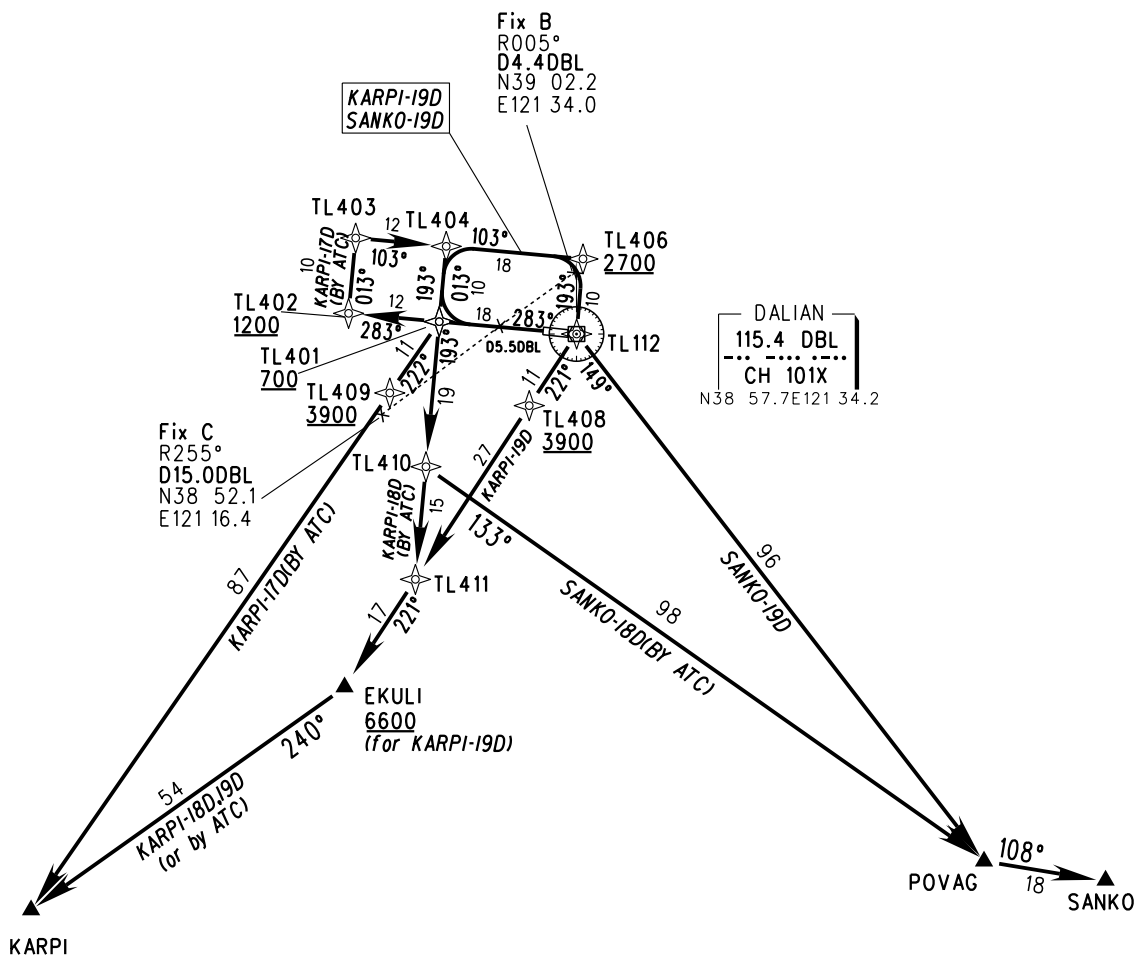 Fix B
R005°
D4.4DBL
N39 02.2
E121 34.0
KARPI-19D
SANKO-19D
TL403
12
103°
TL404
103°
18
TL406
2700
KARPI-17D
(BY ATC)
10
013°
193°
013°
10
193°
10
TL402
1200
12
283°
18
283°
D5.5DBL
TL112
TL401
700
DALIAN
115.4 DBL
CH 101X
N38 57.7E121 34.2
11
222°
193°
19
11
221°
149°
TL409
3900
TL408
3900
Fix C
R255°
D15.0DBL
N38 52.1
E121 16.4
TL410
27
KARPI-19D
KARPI-18D
(BY ATC)
15
133°
87
KARPI-17D(BY ATC)
96
SANKO-19D
98
SANKO-18D(BY ATC)
TL411
17
221°
EKULI
6600
(for KARPI-19D)
240°
54
KARPI-18D,19D
(or by ATC)
108°
18
POVAG
SANKO
KARPI